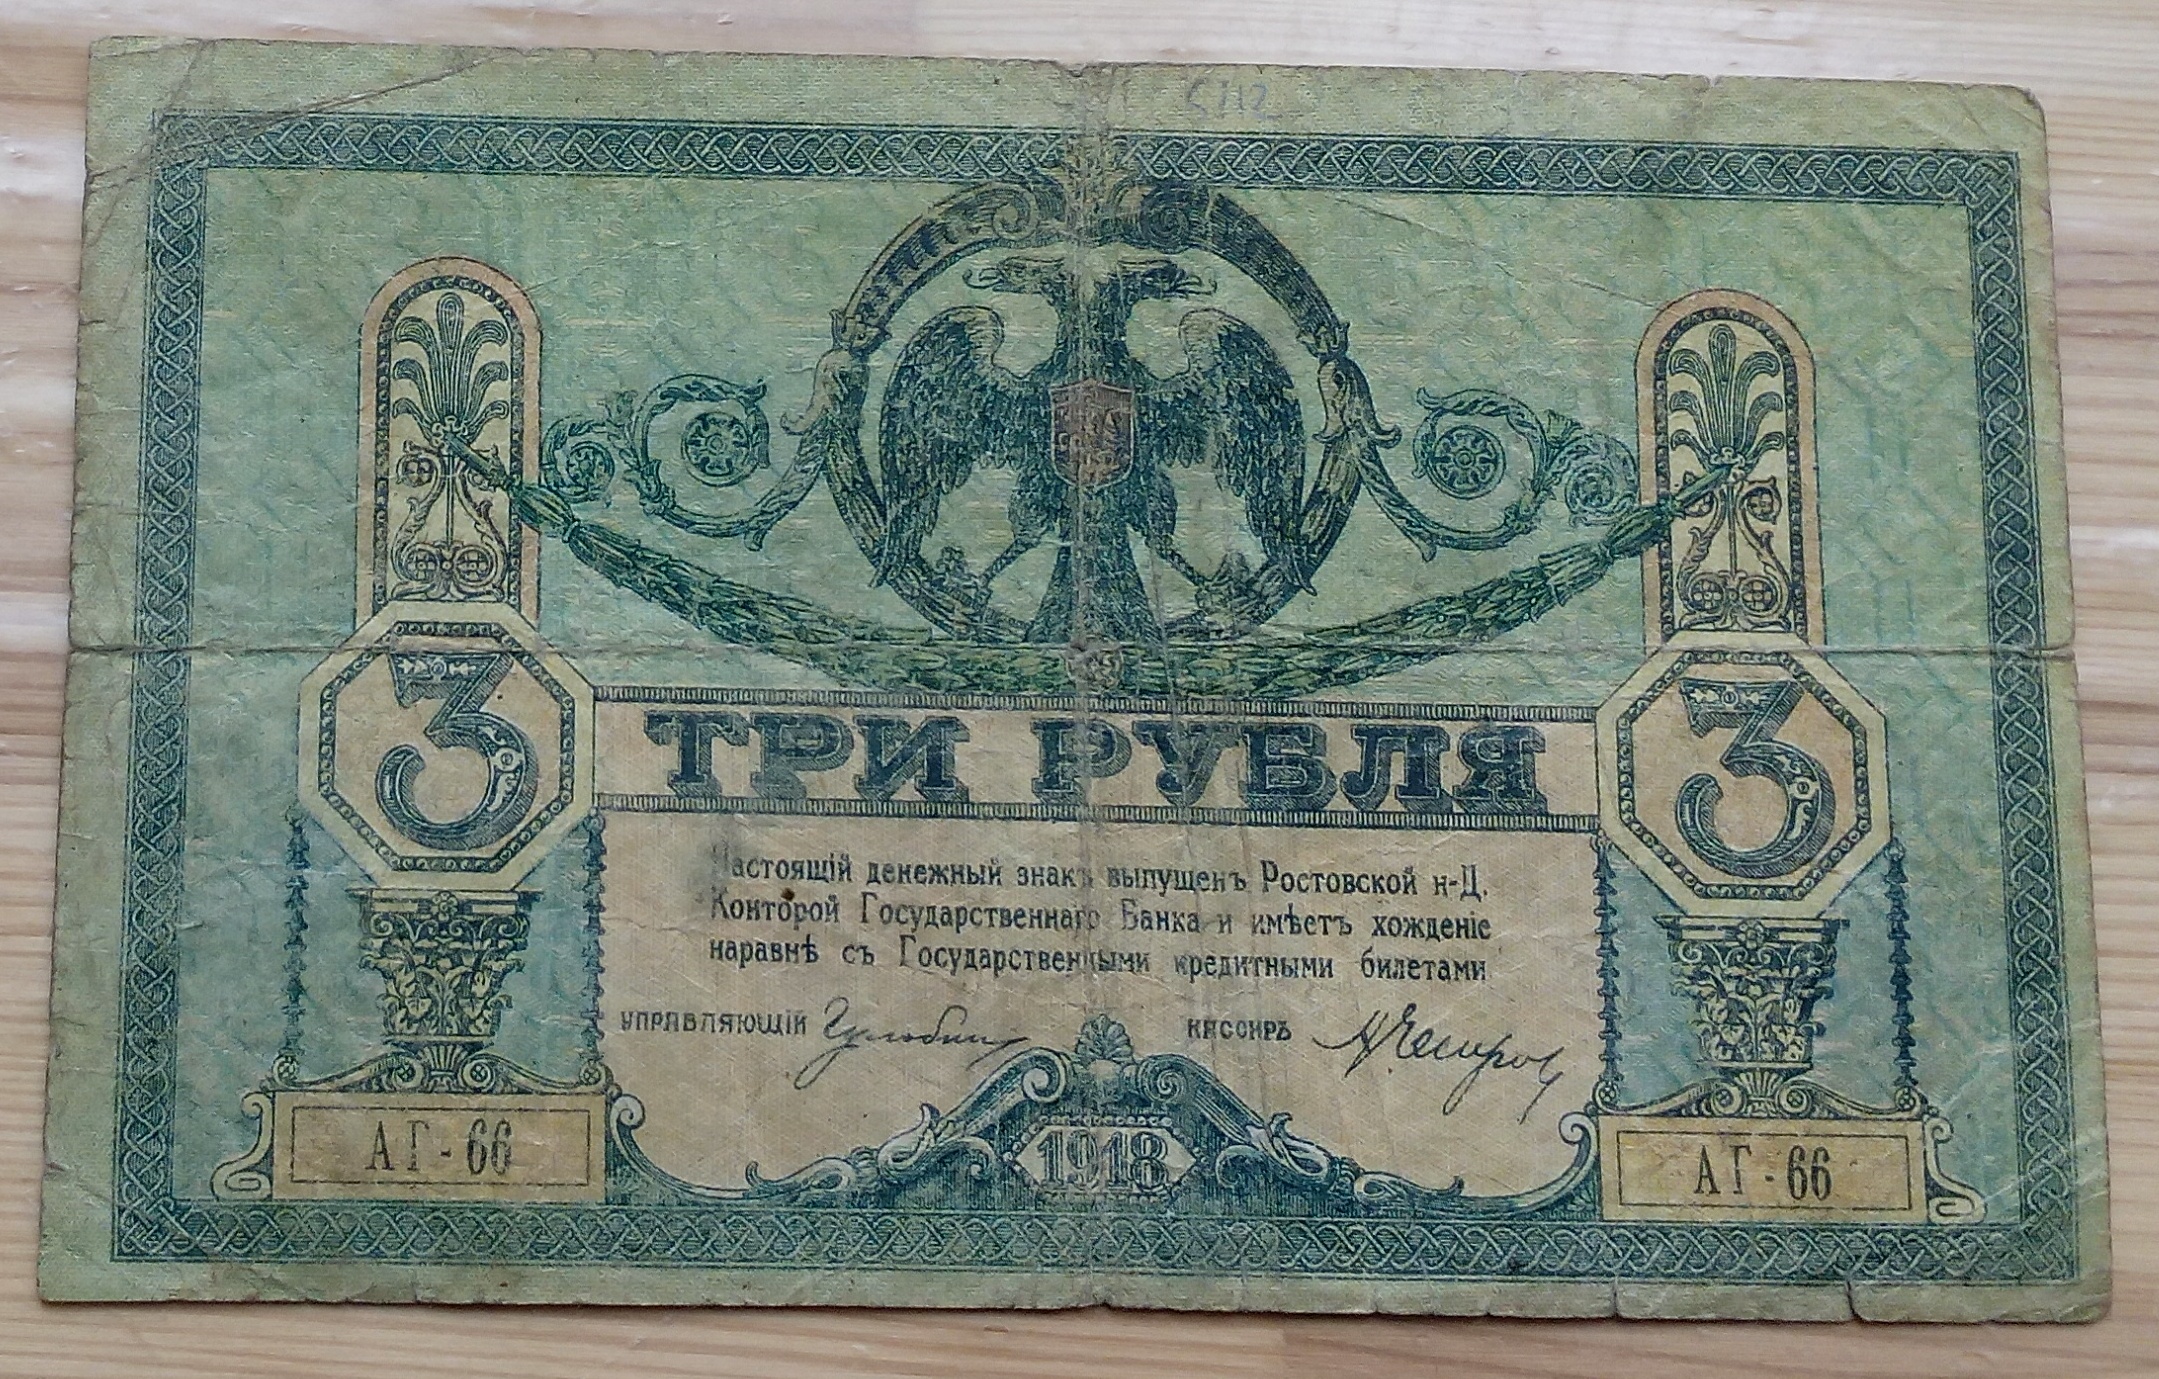 5112
3
ТРИ РУБЛЯ
3
Настоящій денежный знакъ выпущенъ Ростовской н-Д.
Конторой Государственнаго Банка и имѣетъ хожденіе
наравнѣ съ Государственными кредитными билетами
УПРАВЛЯЮЩІЙ
КАССИРЪ
АГ - 66
1918
АГ - 66